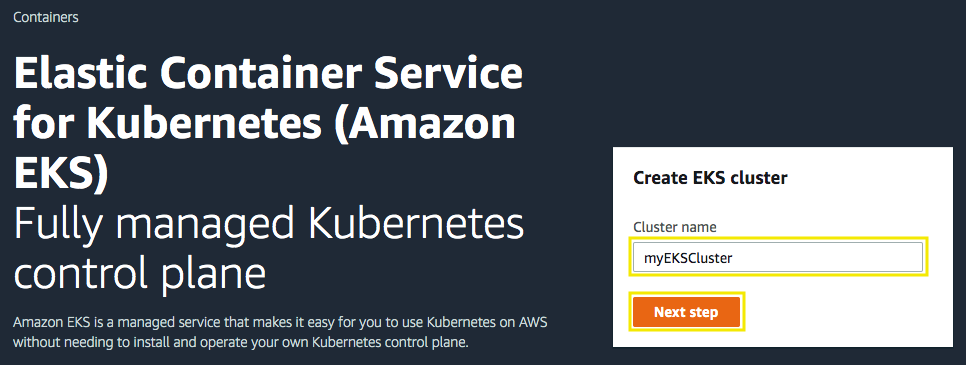 Containers
Elastic Container Service
for Kubernetes (Amazon
EKS)
Fully managed Kubernetes
control plane
Amazon EKS is a managed service that makes it easy for you to use Kubernetes on AWS
without needing to install and operate your own Kubernetes control plane.
Create EKS cluster
Cluster name
myEKSCluster
Next step